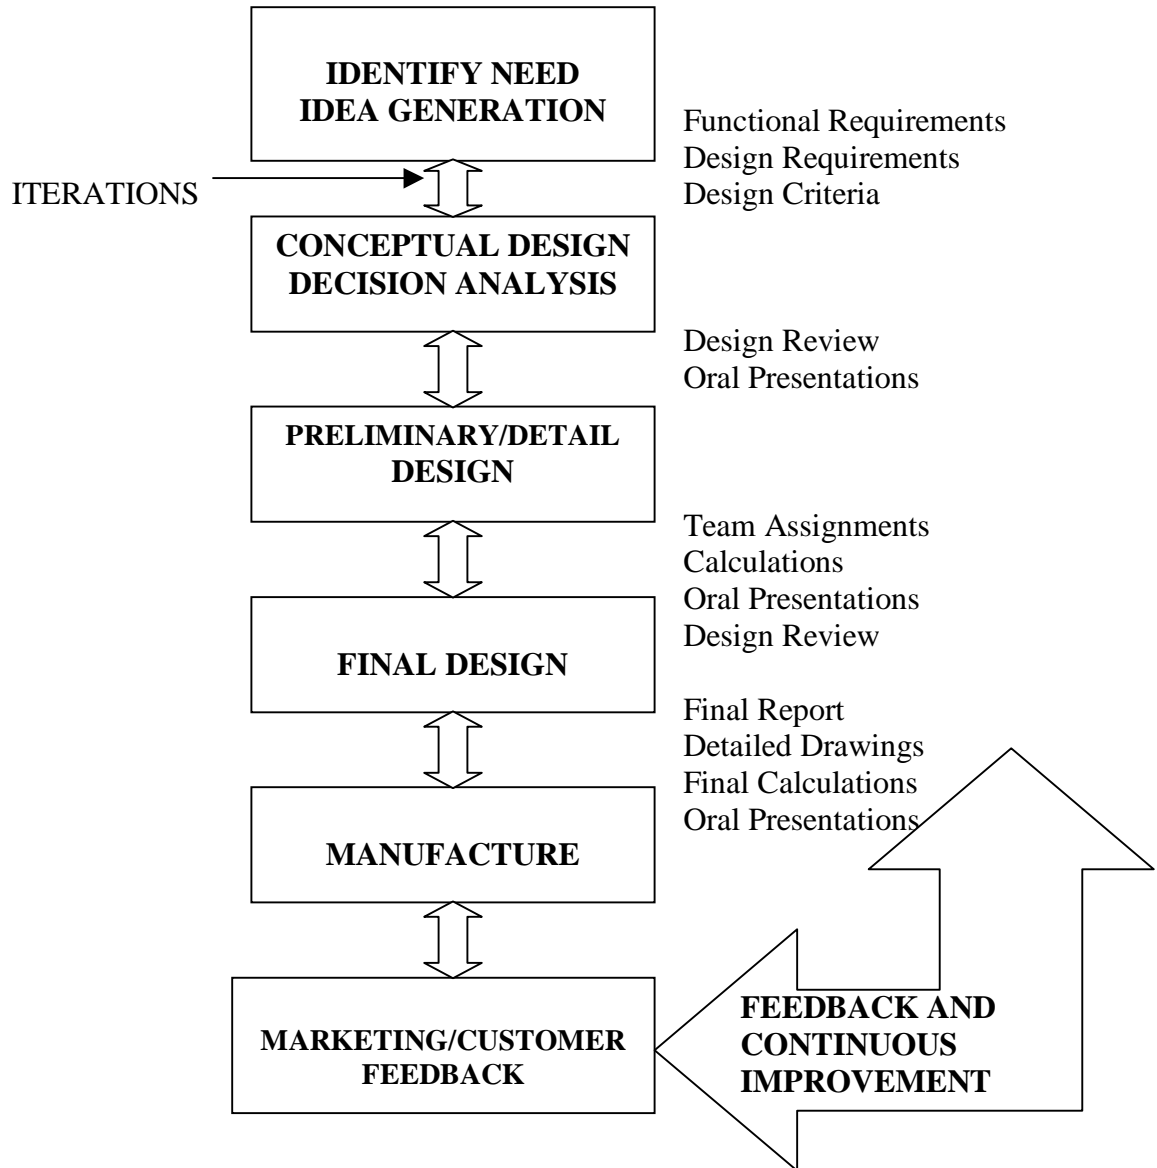 IDENTIFY NEED
IDEA GENERATION
Functional Requirements
Design Requirements
Design Criteria
ITERATIONS
CONCEPTUAL DESIGN
DECISION ANALYSIS
Design Review
Oral Presentations
PRELIMINARY/DETAIL
DESIGN
Team Assignments
Calculations
Oral Presentations
Design Review
FINAL DESIGN
Final Report
Detailed Drawings
Final Calculations
Oral Presentations
MANUFACTURE
MARKETING/CUSTOMER
FEEDBACK
FEEDBACK AND
CONTINUOUS
IMPROVEMENT